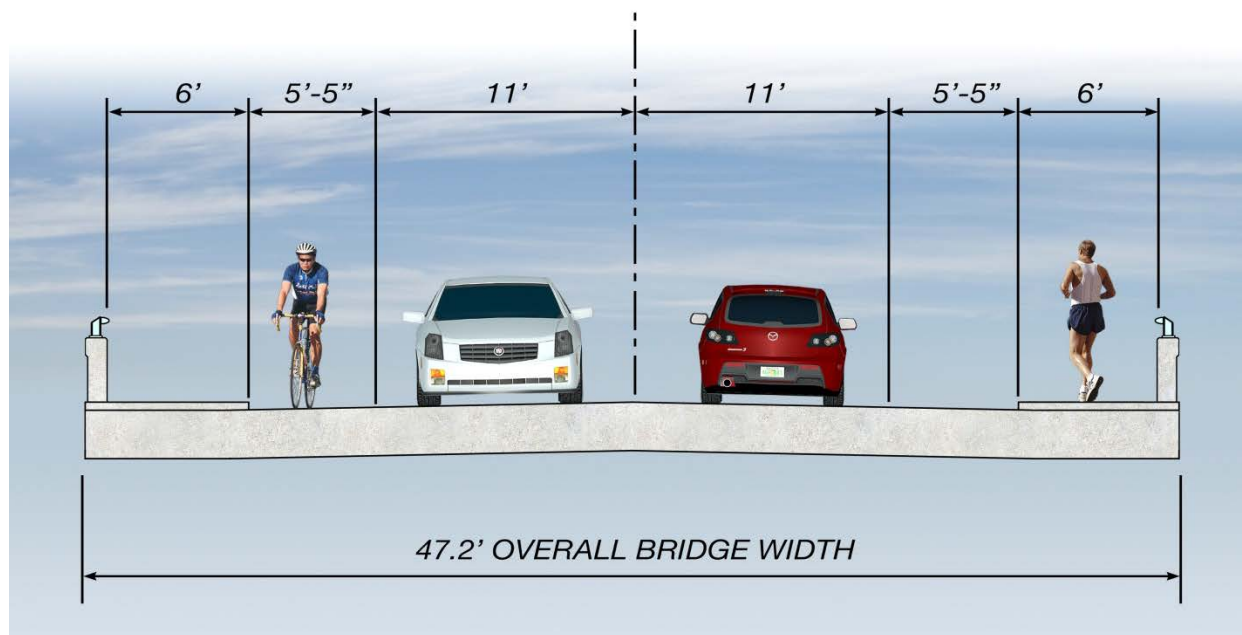 6’ 5’-5” 11’ 11’ 5’-5” 6’
47.2’ OVERALL BRIDGE WIDTH